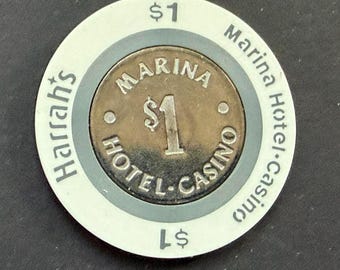 $1
Harrah's
Marina Hotel·Casino
MARINA
$1
HOTEL·CASINO
$1